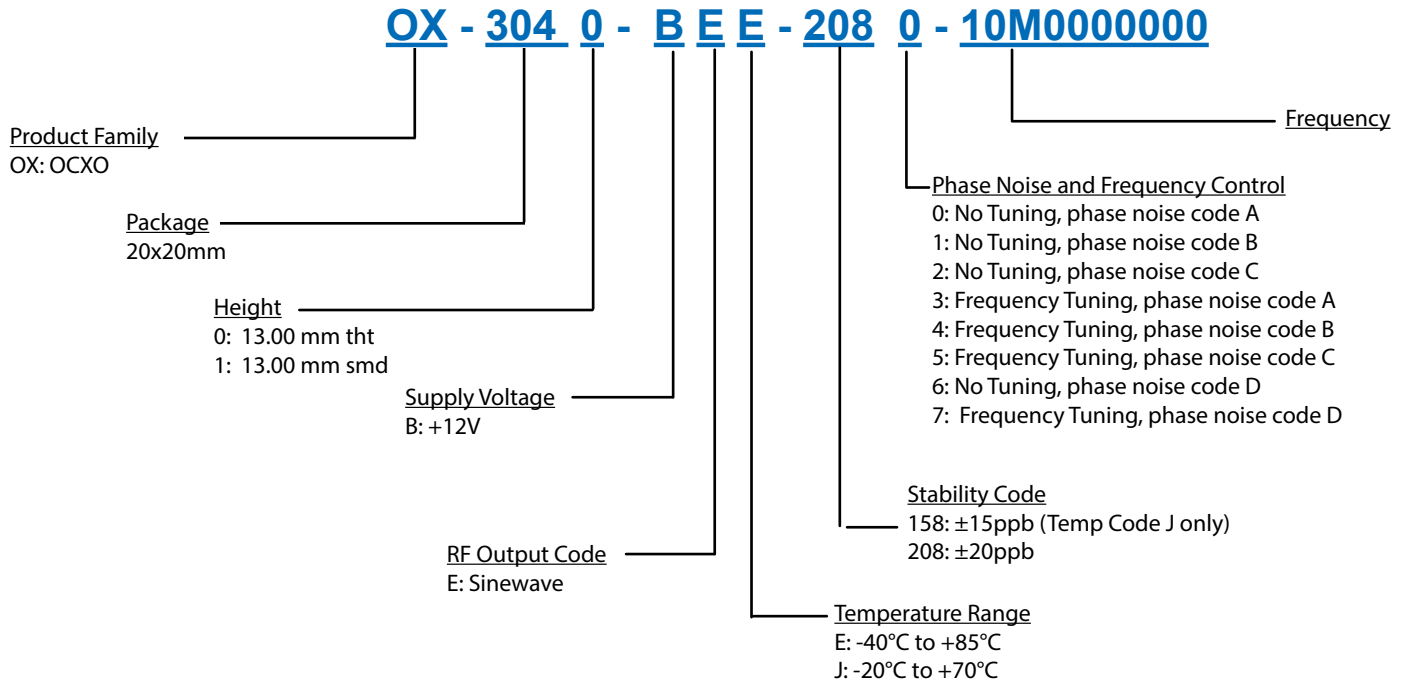 OX - 304 0 - B E E - 208 0 - 10M0000000
Frequency
Product Family
OX: OCXO
Phase Noise and Frequency Control
0: No Tuning, phase noise code A
1: No Tuning, phase noise code B
2: No Tuning, phase noise code C
3: Frequency Tuning, phase noise code A
4: Frequency Tuning, phase noise code B
5: Frequency Tuning, phase noise code C
6: No Tuning, phase noise code D
7: Frequency Tuning, phase noise code D
Package
20x20mm
Height
0: 13.00 mm tht
1: 13.00 mm smd
Supply Voltage
B: +12V
Stability Code
158: ±15ppb (Temp Code J only)
208: ±20ppb
RF Output Code
E: Sinewave
Temperature Range
E: -40°C to +85°C
J: -20°C to +70°C